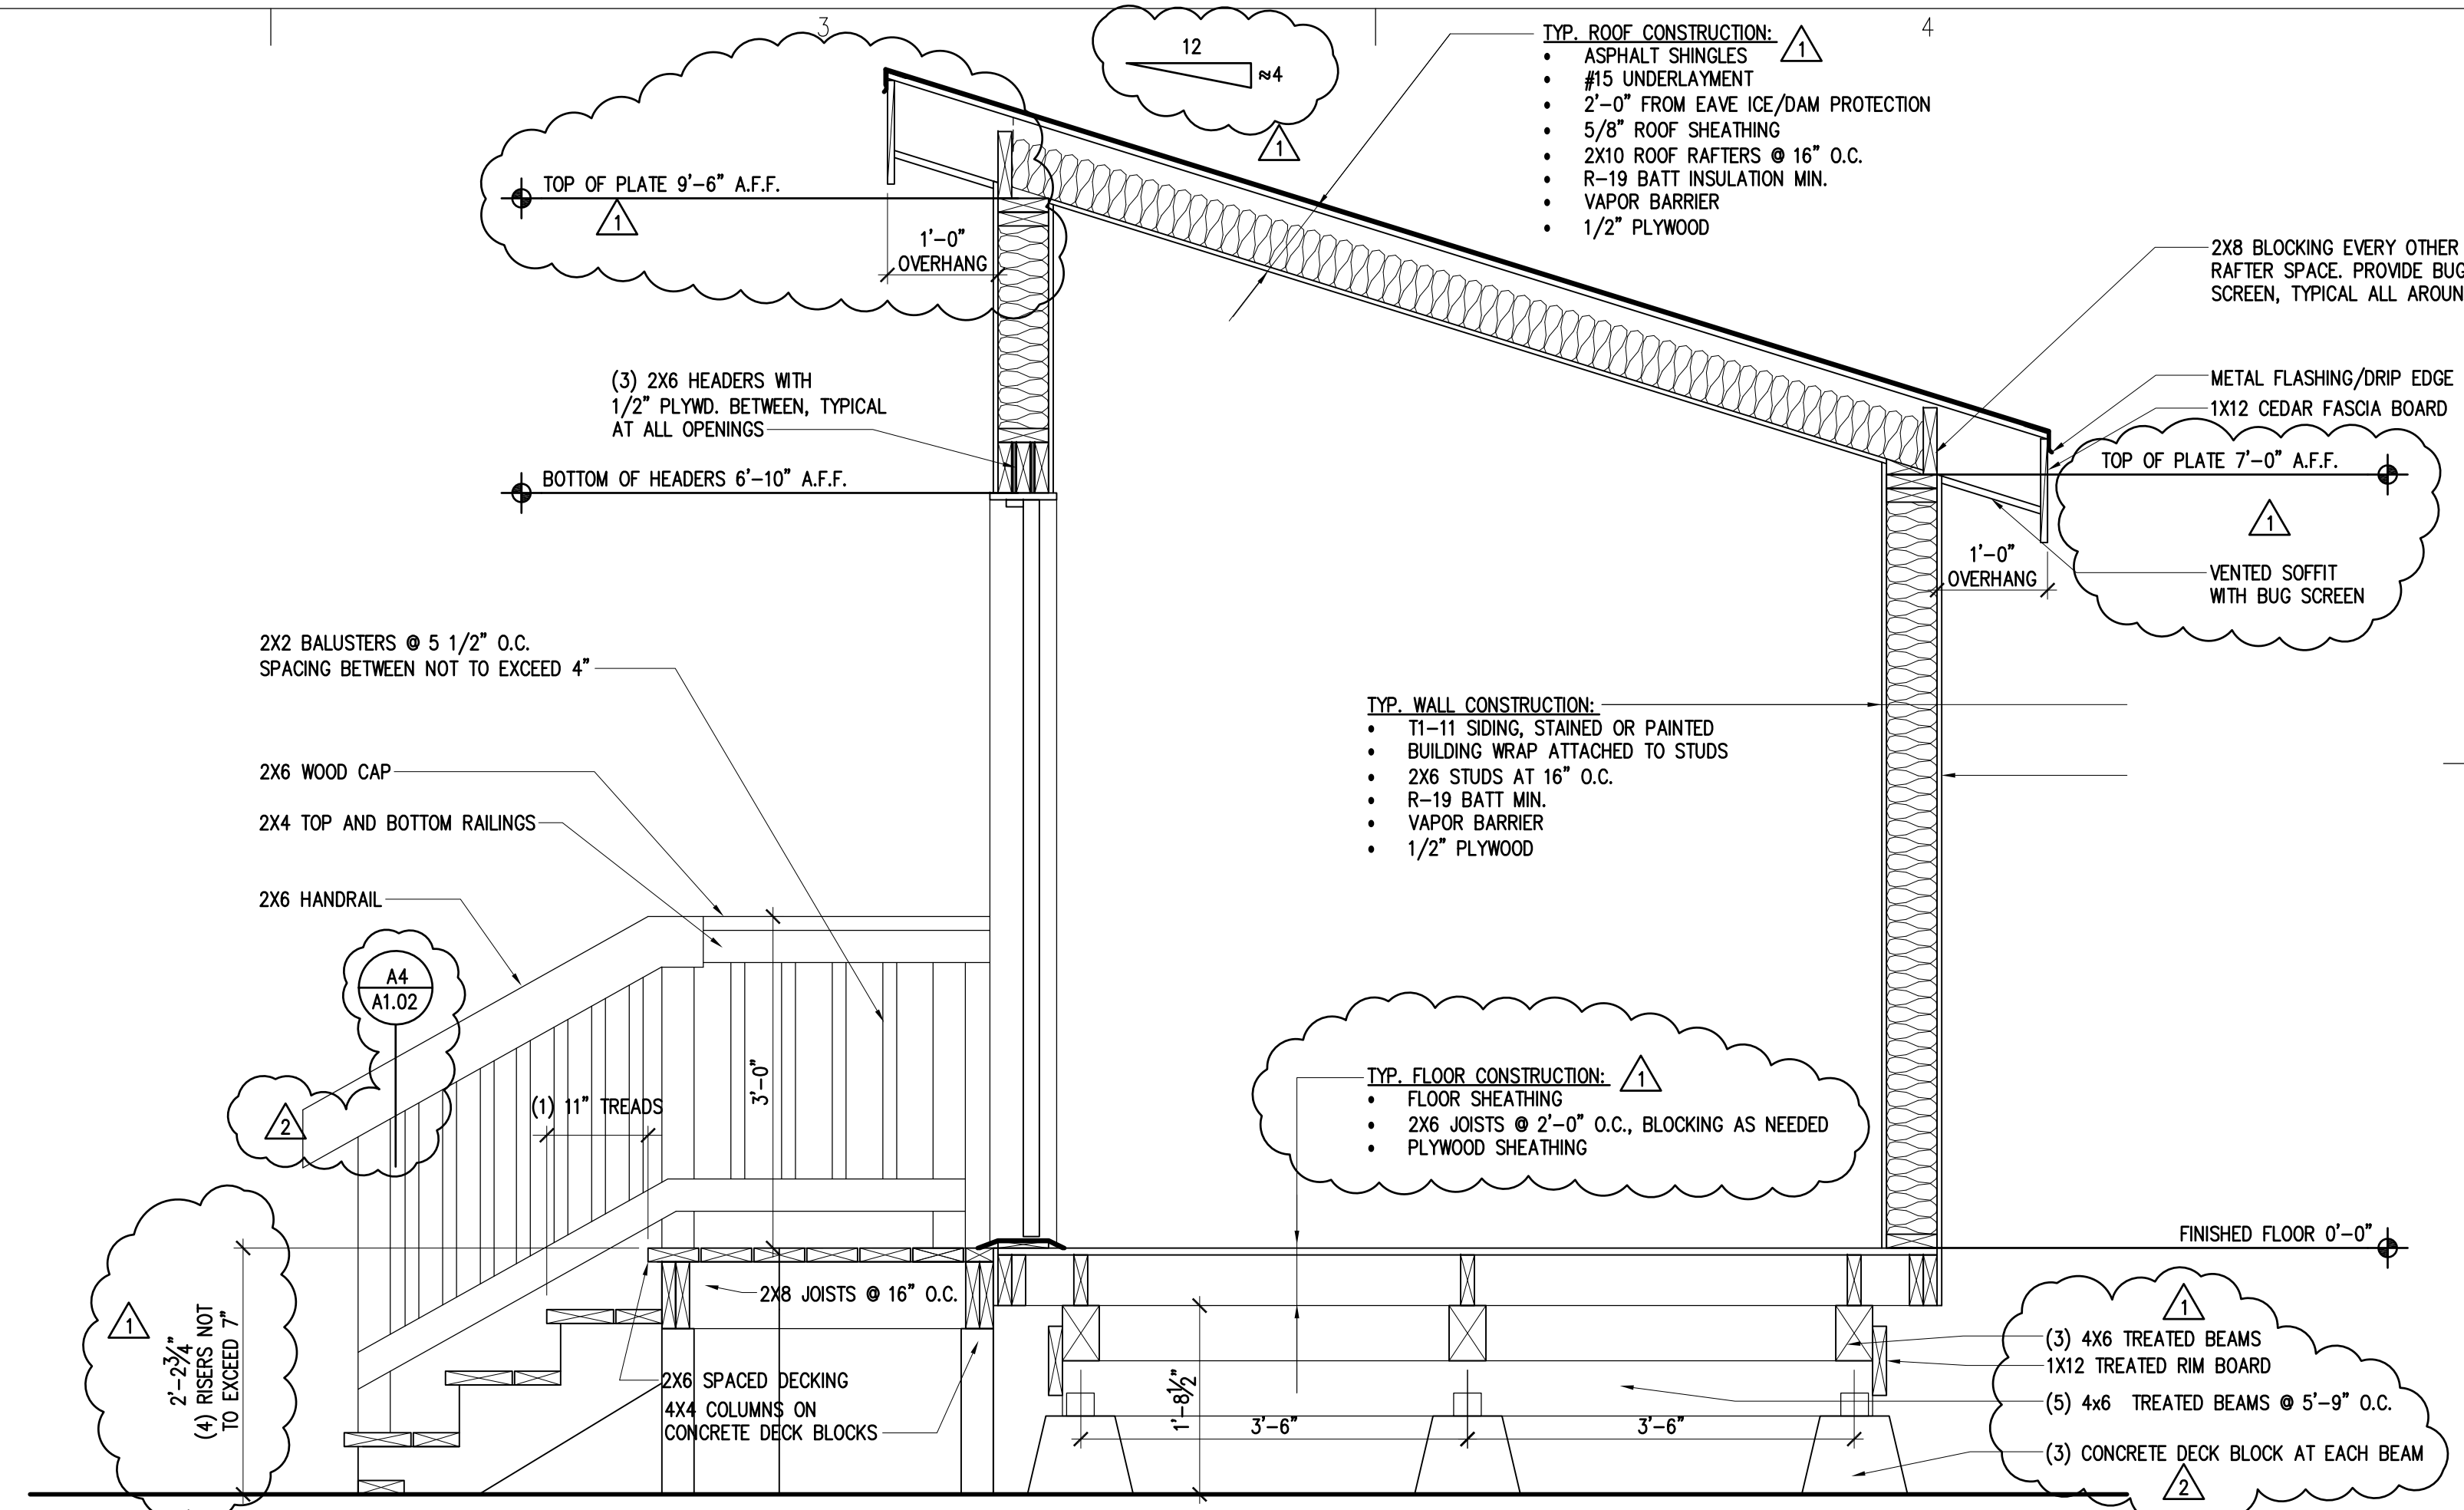 3
4
12
≈4
1
TYP. ROOF CONSTRUCTION:
1
• ASPHALT SHINGLES
• #15 UNDERLAYMENT
• 2'-0" FROM EAVE ICE/DAM PROTECTION
• 5/8" ROOF SHEATHING
• 2X10 ROOF RAFTERS @ 16" O.C.
• R-19 BATT INSULATION MIN.
• VAPOR BARRIER
• 1/2" PLYWOOD
TOP OF PLATE 9'-6" A.F.F.
1
1'-0"
OVERHANG
2X8 BLOCKING EVERY OTHER
RAFTER SPACE. PROVIDE BUG
SCREEN, TYPICAL ALL AROUN
METAL FLASHING/DRIP EDGE
1X12 CEDAR FASCIA BOARD
TOP OF PLATE 7'-0" A.F.F.
1
1'-0"
OVERHANG
VENTED SOFFIT
WITH BUG SCREEN
(3) 2X6 HEADERS WITH
1/2" PLYWD. BETWEEN, TYPICAL
AT ALL OPENINGS
BOTTOM OF HEADERS 6'-10" A.F.F.
2X2 BALUSTERS @ 5 1/2" O.C.
SPACING BETWEEN NOT TO EXCEED 4"
2X6 WOOD CAP
2X4 TOP AND BOTTOM RAILINGS
2X6 HANDRAIL
TYP. WALL CONSTRUCTION:
• T1-11 SIDING, STAINED OR PAINTED
• BUILDING WRAP ATTACHED TO STUDS
• 2X6 STUDS AT 16" O.C.
• R-19 BATT MIN.
• VAPOR BARRIER
• 1/2" PLYWOOD
A4
A1.02
2
(1) 11" TREADS
3'-0"
TYP. FLOOR CONSTRUCTION:
1
• FLOOR SHEATHING
• 2X6 JOISTS @ 2'-0" O.C., BLOCKING AS NEEDED
• PLYWOOD SHEATHING
FINISHED FLOOR 0'-0"
1
2'-2¾"
(4) RISERS NOT
TO EXCEED 7"
2X8 JOISTS @ 16" O.C.
2X6 SPACED DECKING
4X4 COLUMNS ON
CONCRETE DECK BLOCKS
1'-8½"
3'-6"
3'-6"
1
(3) 4X6 TREATED BEAMS
1X12 TREATED RIM BOARD
(5) 4x6 TREATED BEAMS @ 5'-9" O.C.
(3) CONCRETE DECK BLOCK AT EACH BEAM
2